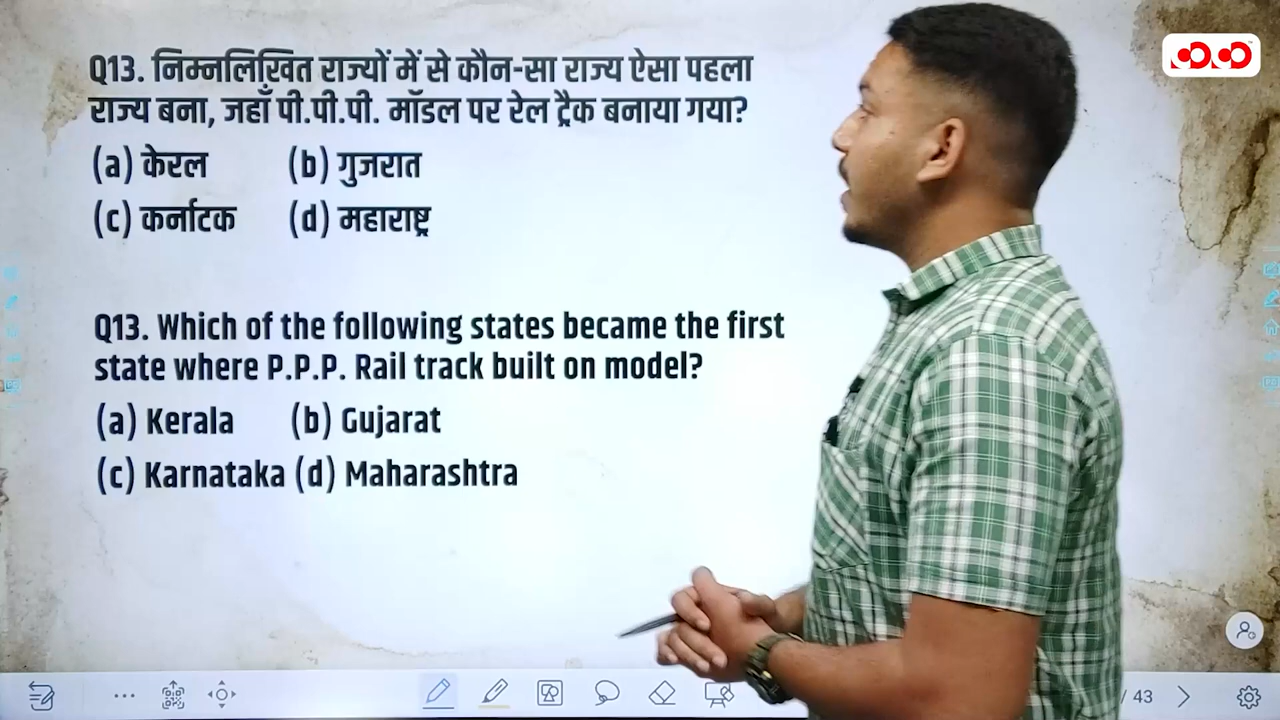 Q13. निम्नलिखित राज्यों में से कौन-सा राज्य ऐसा पहला
राज्य बना, जहाँ पी.पी.पी. मॉडल पर रेल ट्रैक बनाया गया?
(a) केरल (b) गुजरात
(c) कर्नाटक (d) महाराष्ट्र
Q13. Which of the following states became the first
state where P.P.P. Rail track built on model?
(a) Kerala (b) Gujarat
(c) Karnataka (d) Maharashtra
/ 43